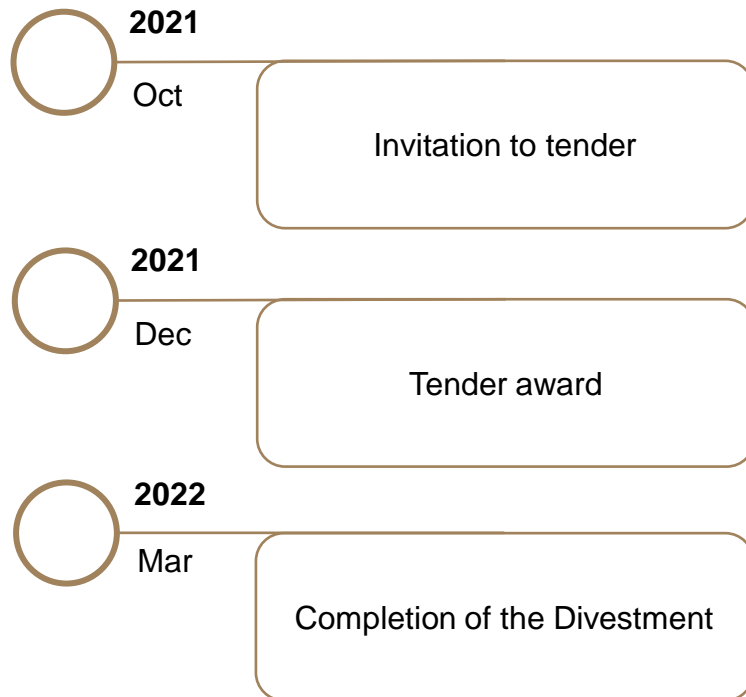 2021
Oct
Invitation to tender
2021
Dec
Tender award
2022
Mar
Completion of the Divestment